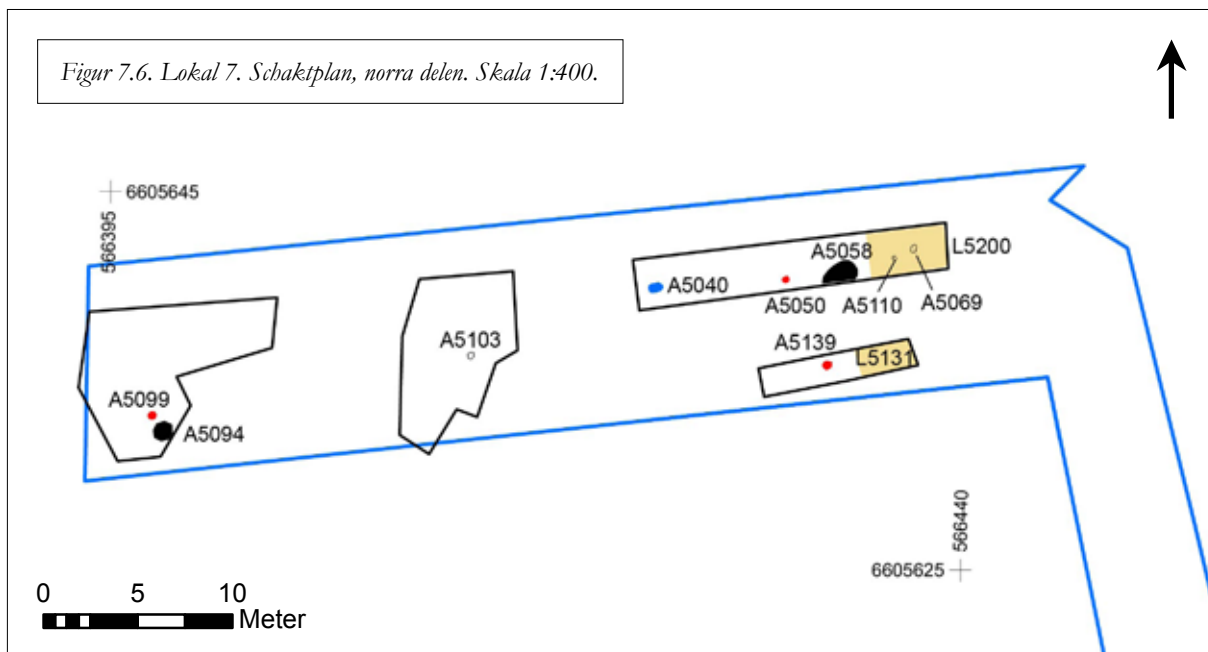 Figur 7.6. Lokal 7. Schaktplan, norra delen. Skala 1:400.
6605645
566395
A5058
L5200
A5040
A5050
A5110
A5069
A5103
A5139
L5131
A5099
A5094
566440
6605625
0 5 10
Meter